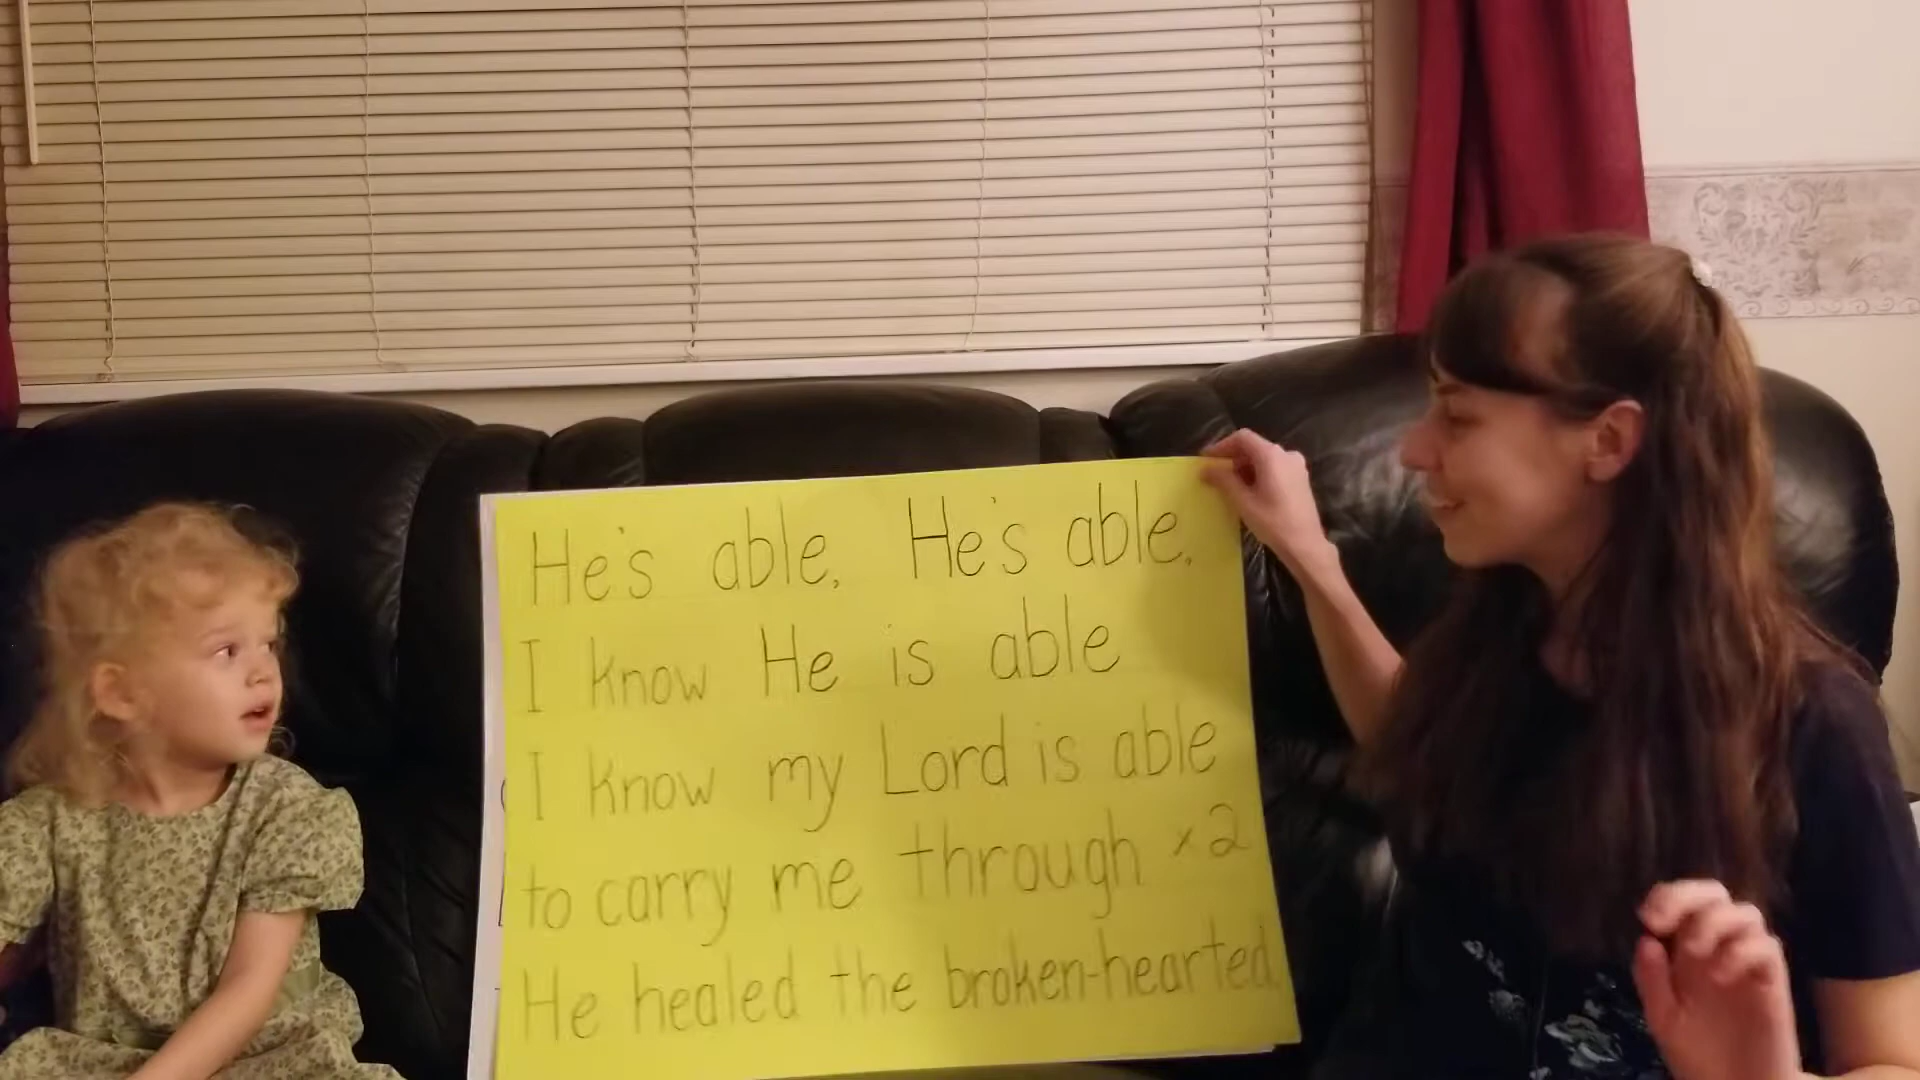 He's able, He's able,
I know He is able
I know my Lord is able
to carry me through x2
He healed the broken-hearted